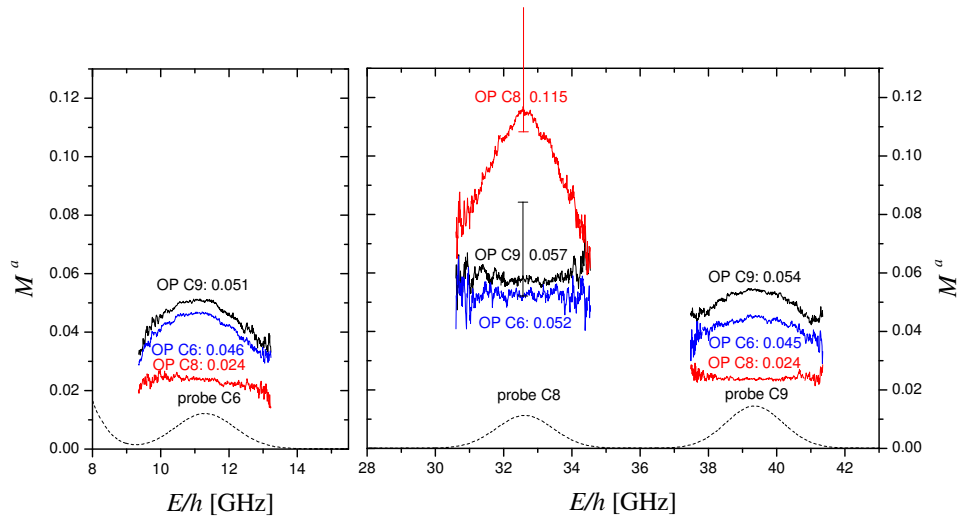 0.12
0.10
0.08
0.06
0.04
0.02
0.00
M a
OP C9: 0.051
OP C6: 0.046
OP C8: 0.024
probe C6
8 10 12 14
E/h [GHz]
OP C8 0.115
OP C9 0.057
OP C6: 0.052
probe C8
OP C9: 0.054
OP C6: 0.045
OP C8: 0.024
probe C9
28 30 32 34 36 38 40 42
E/h [GHz]
0.12
0.10
0.08
0.06
0.04
0.02
0.00
M a